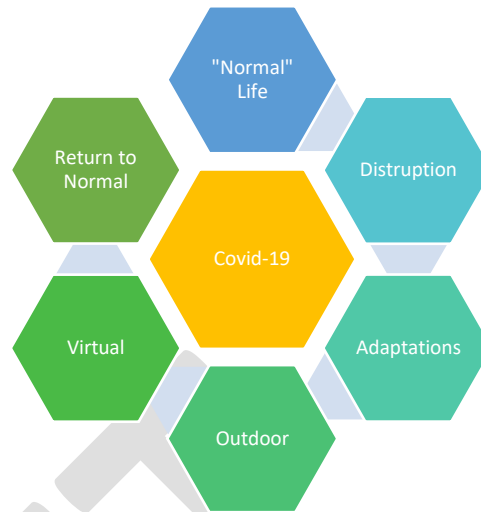 "Normal"
Life
Distruption
Adaptations
Outdoor
Virtual
Return to
Normal
Covid-19